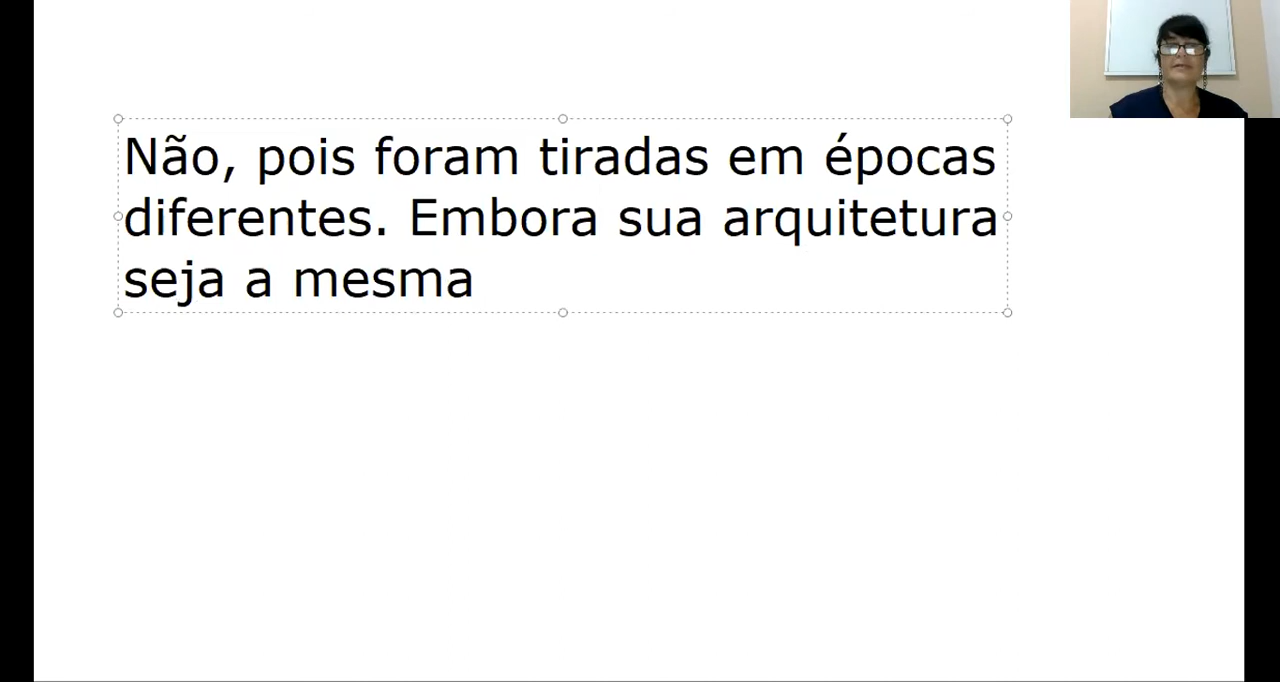 Não, pois foram tiradas em épocas
diferentes. Embora sua arquitetura
seja a mesma